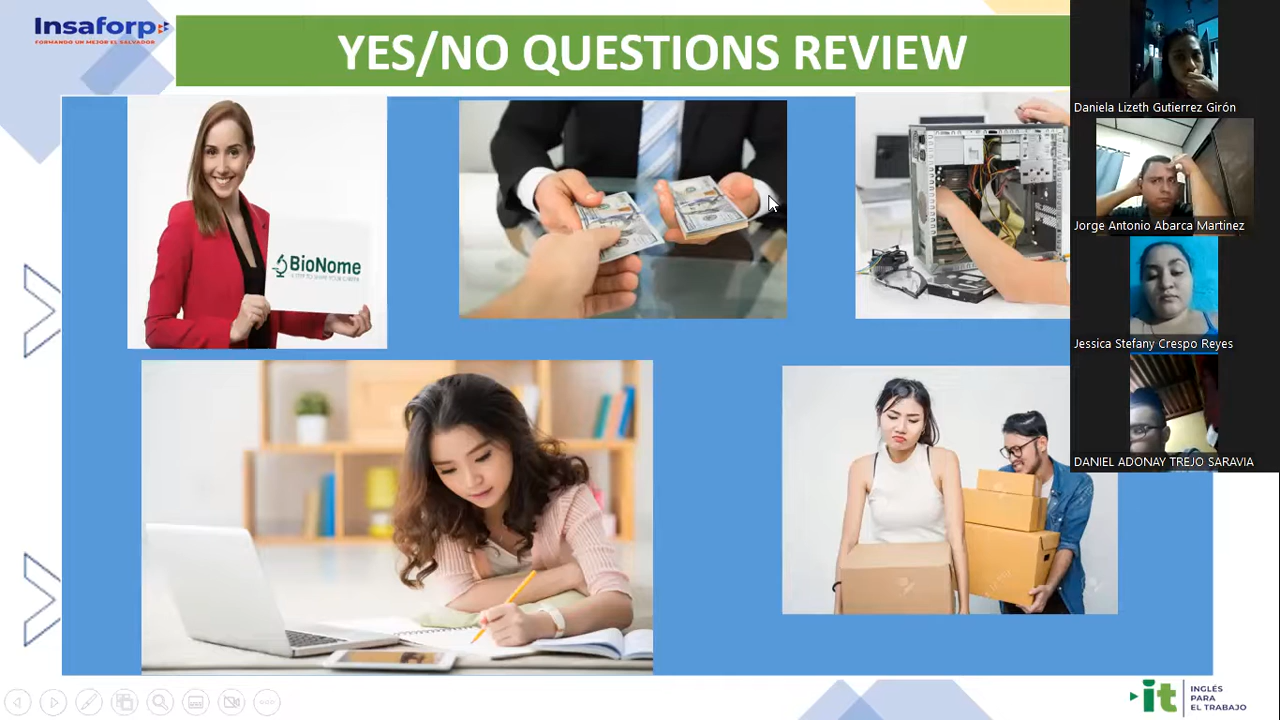 Insaforp
FORMANDO UN MEJOR EL SALVADOR
YES/NO QUESTIONS REVIEW
BioNome
Daniela Lizeth Gutierrez Girón
Jorge Antonio Abarca Martínez
Jessica Stefany Crespo Reyes
DANIEL ADONAY TREJO SARAVIA
it
INGLÉS
PARA
EL TRABAJO